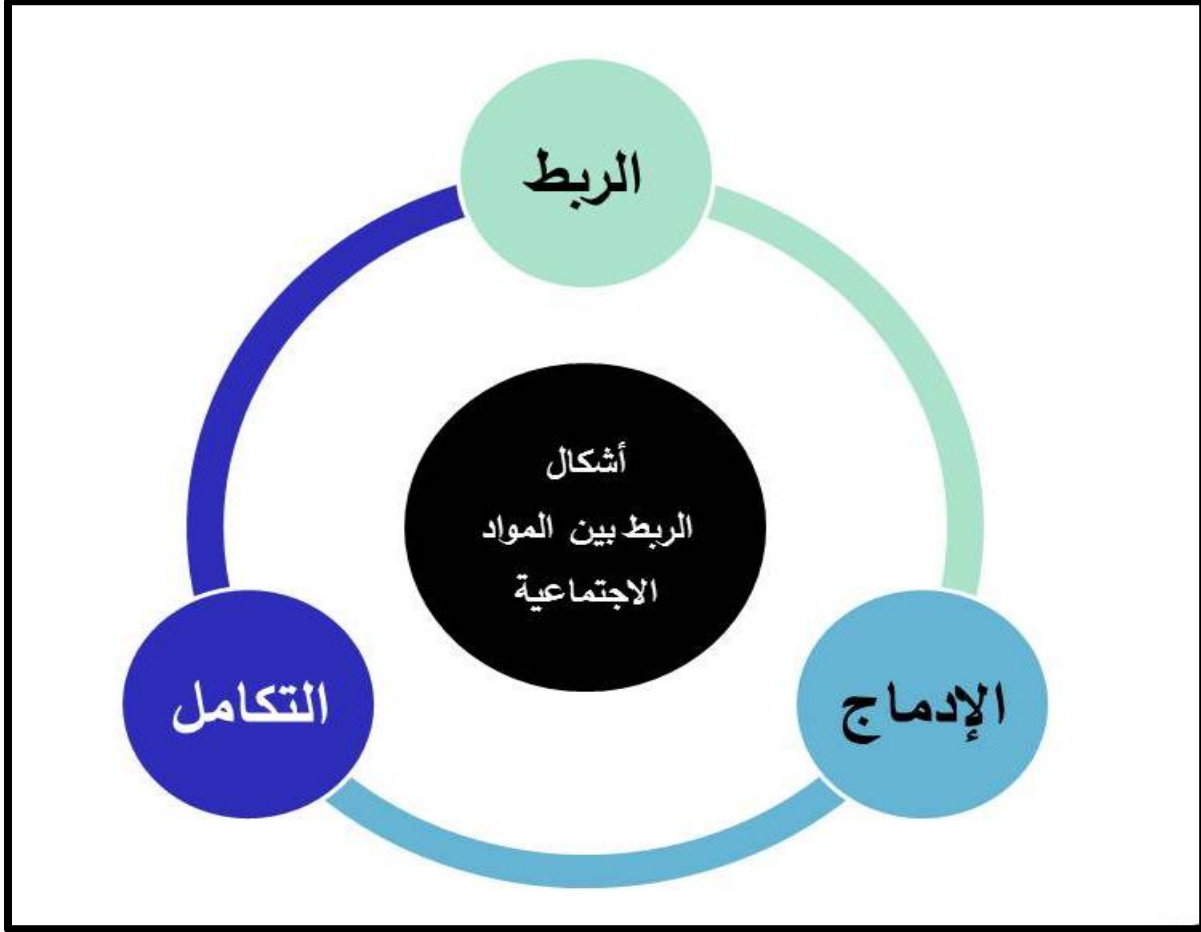 الربط
أشكال
الربط بين المواد
الاجتماعية
الإدماج
التكامل